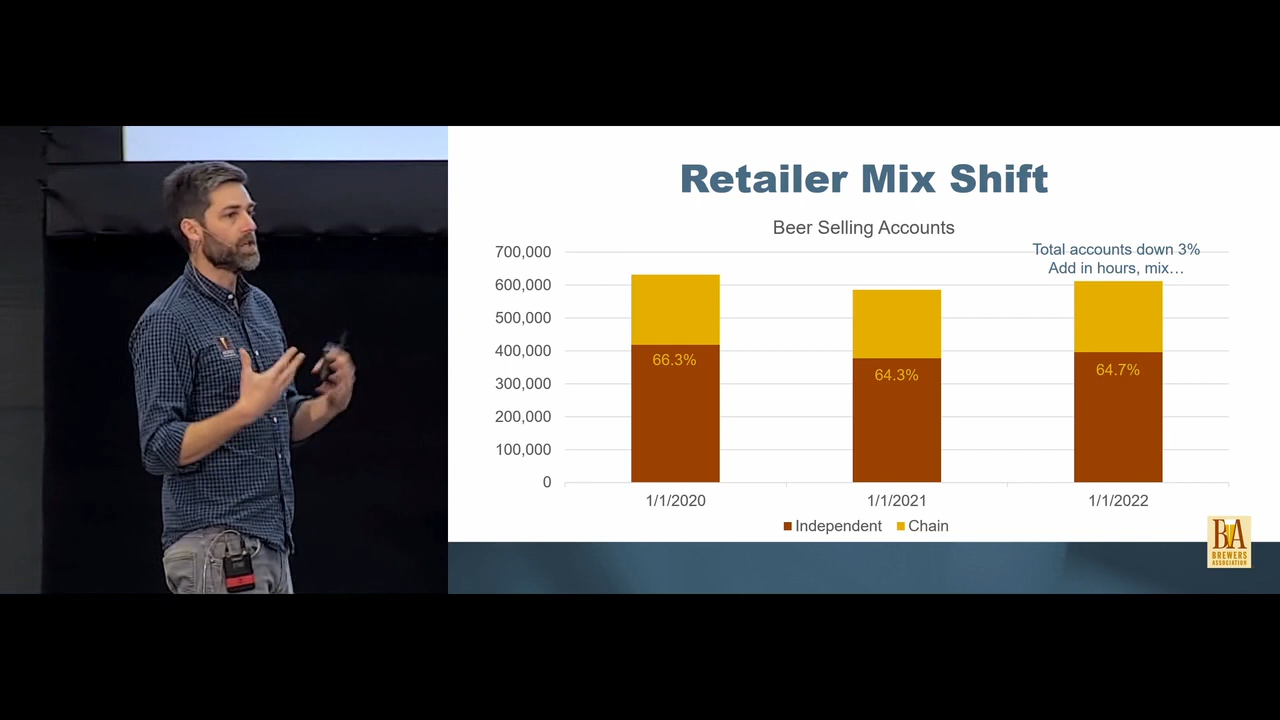 Retailer Mix Shift
Beer Selling Accounts
Total accounts down 3%
Add in hours, mix…
700,000
600,000
500,000
400,000
300,000
200,000
100,000
0
66.3%
64.3%
64.7%
1/1/2020
1/1/2021
1/1/2022
Independent
Chain
BA
BREWERS
ASSOCIATION